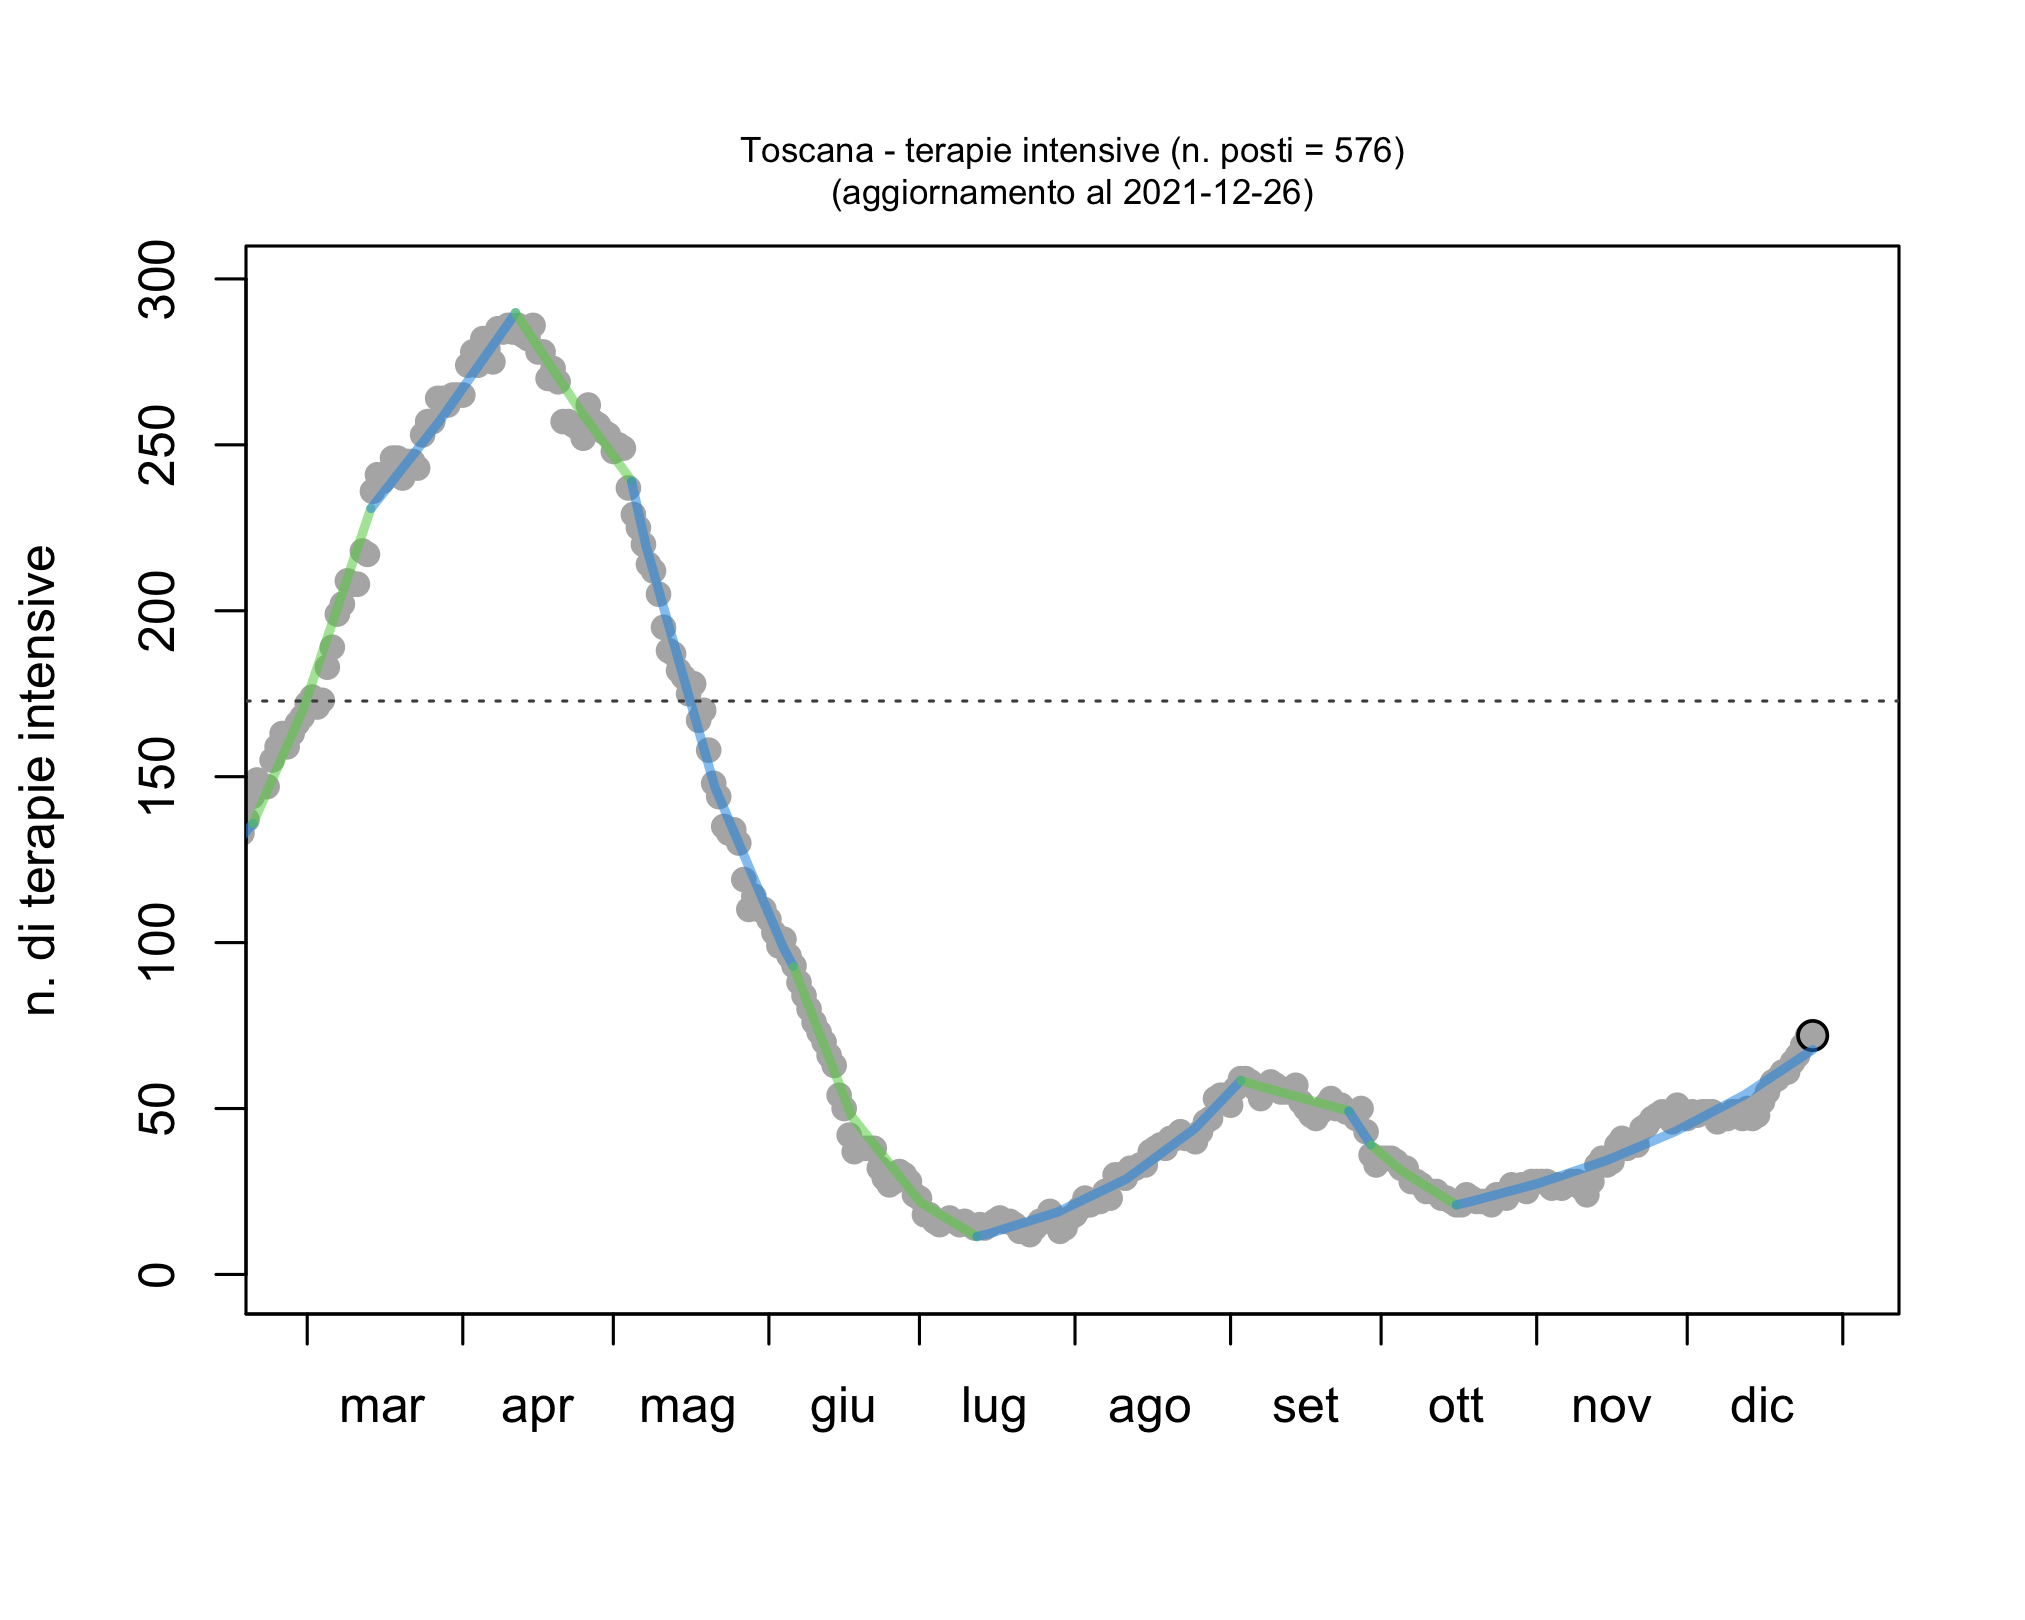 Toscana - terapie intensive (n. posti = 576)
(aggiornamento al 2021-12-26)
n. di terapie intensive
300
250
200
150
100
50
0
mar apr mag giu lug ago set ott nov dic